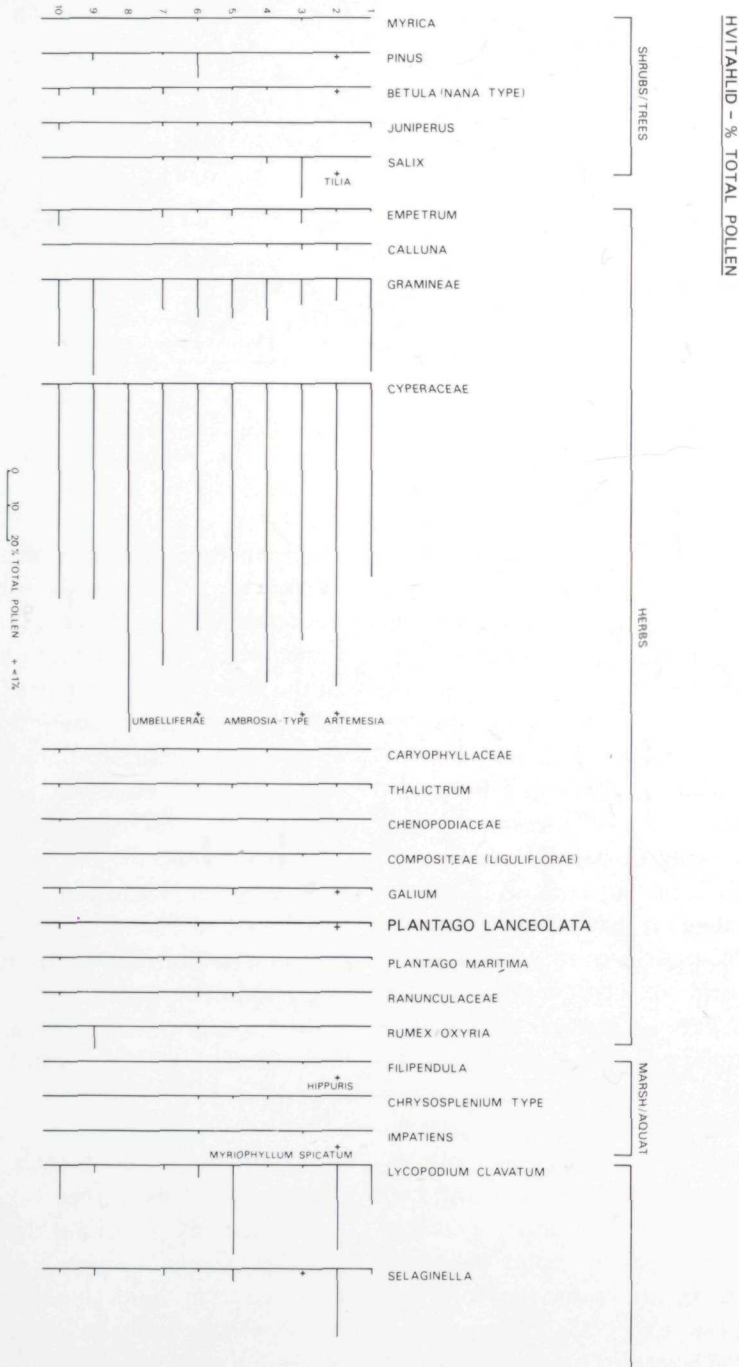 HVITAHLID – % TOTAL POLLEN
SHRUBS/TREES
MYRICA
PINUS
BETULA (NANA TYPE)
JUNIPERUS
SALIX
+
TILIA
HERBS
EMPETRUM
CALLUNA
GRAMINEAE
CYPERACEAE
UMBELLIFERAE + AMBROSIA-TYPE + ARTEMESIA +
CARYOPHYLLACEAE
THALICTRUM
CHENOPODIACEAE
COMPOSITEAE (LIGULIFLORAE)
GALIUM
PLANTAGO LANCEOLATA
PLANTAGO MARITIMA
RANUNCULACEAE
RUMEX OXYRIA
MARSH/AQUAT
FILIPENDULA
+
HIPPURIS
CHRYSOSPLENIUM TYPE
IMPATIENS
+
MYRIOPHYLLUM SPICATUM
LYCOPODIUM CLAVATUM
SELAGINELLA
1
2
3
4
5
6
7
8
9
10
0 10 20% TOTAL POLLEN + <1%